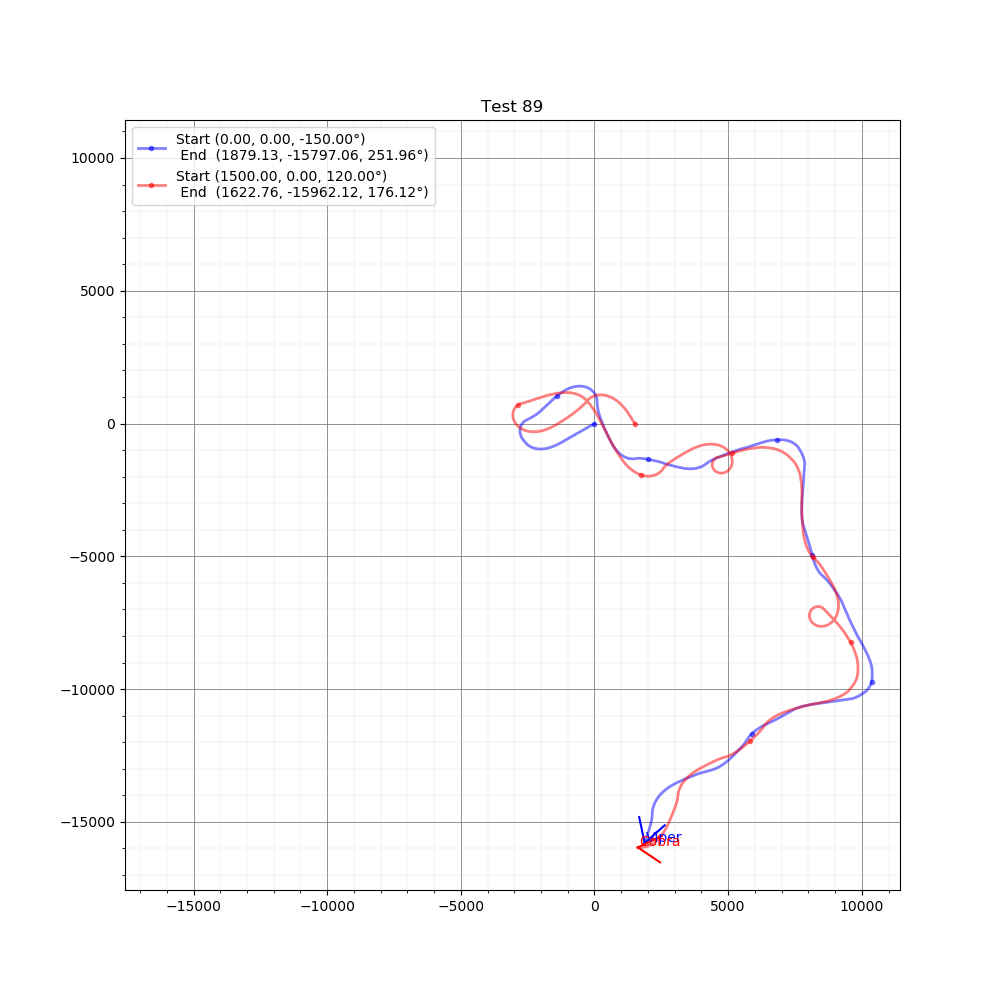 Test 89
Start (0.00, 0.00, -150.00°)
End (1879.13, -15797.06, 251.96°)
Start (1500.00, 0.00, 120.00°)
End (1622.76, -15962.12, 176.12°)
10000
5000
0
−5000
−10000
−15000
Cobra
−15000
−10000
−5000
0
5000
10000